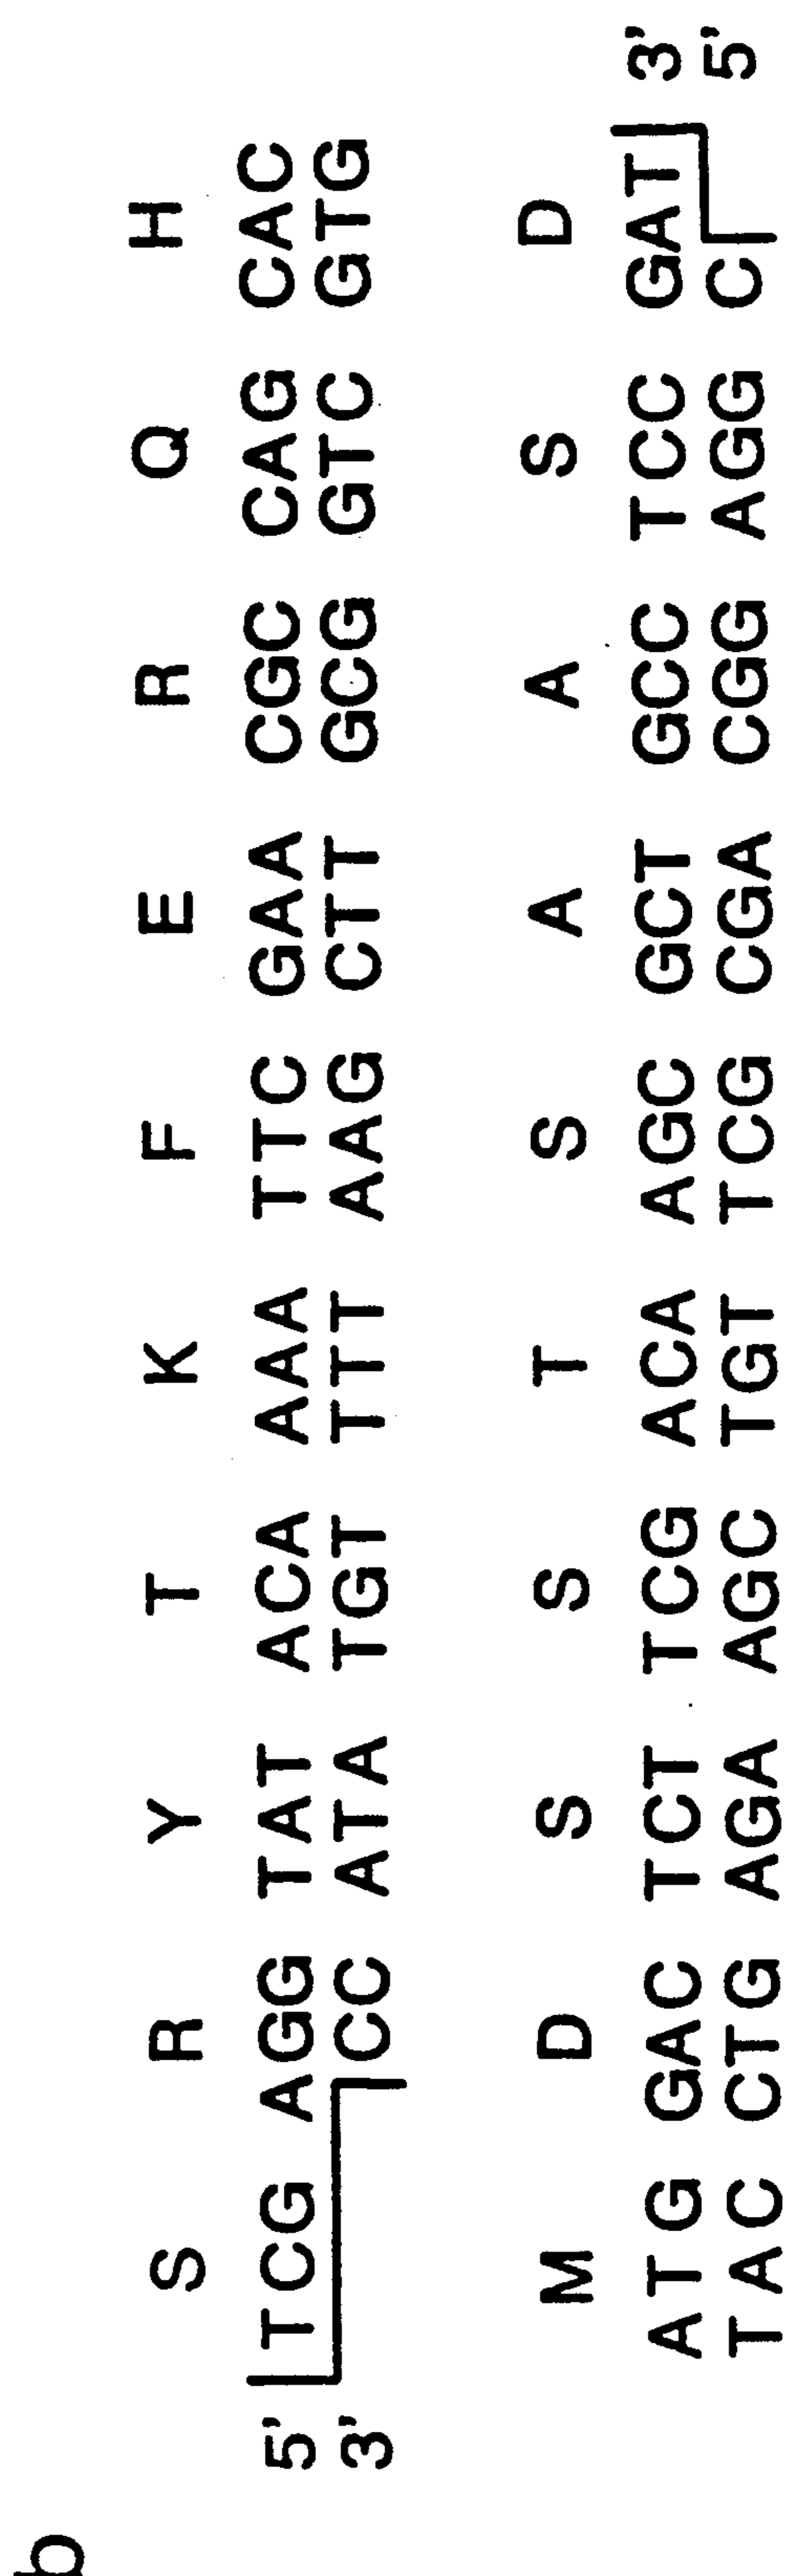 b
S R Y T K F E R Q H
5' TCG AGG TAT ACA AAA TTC GAA CGC CAG CAC
3' CC ATA TGT TTT AAG CTT GCG GTC GTG
M D S S T S A A S D
ATG GAC TCT TCG ACA AGC GCT GCC TCC GAT 3'
TAC CTG AGA AGC TGT TCG CGA CGG AGG C 5'